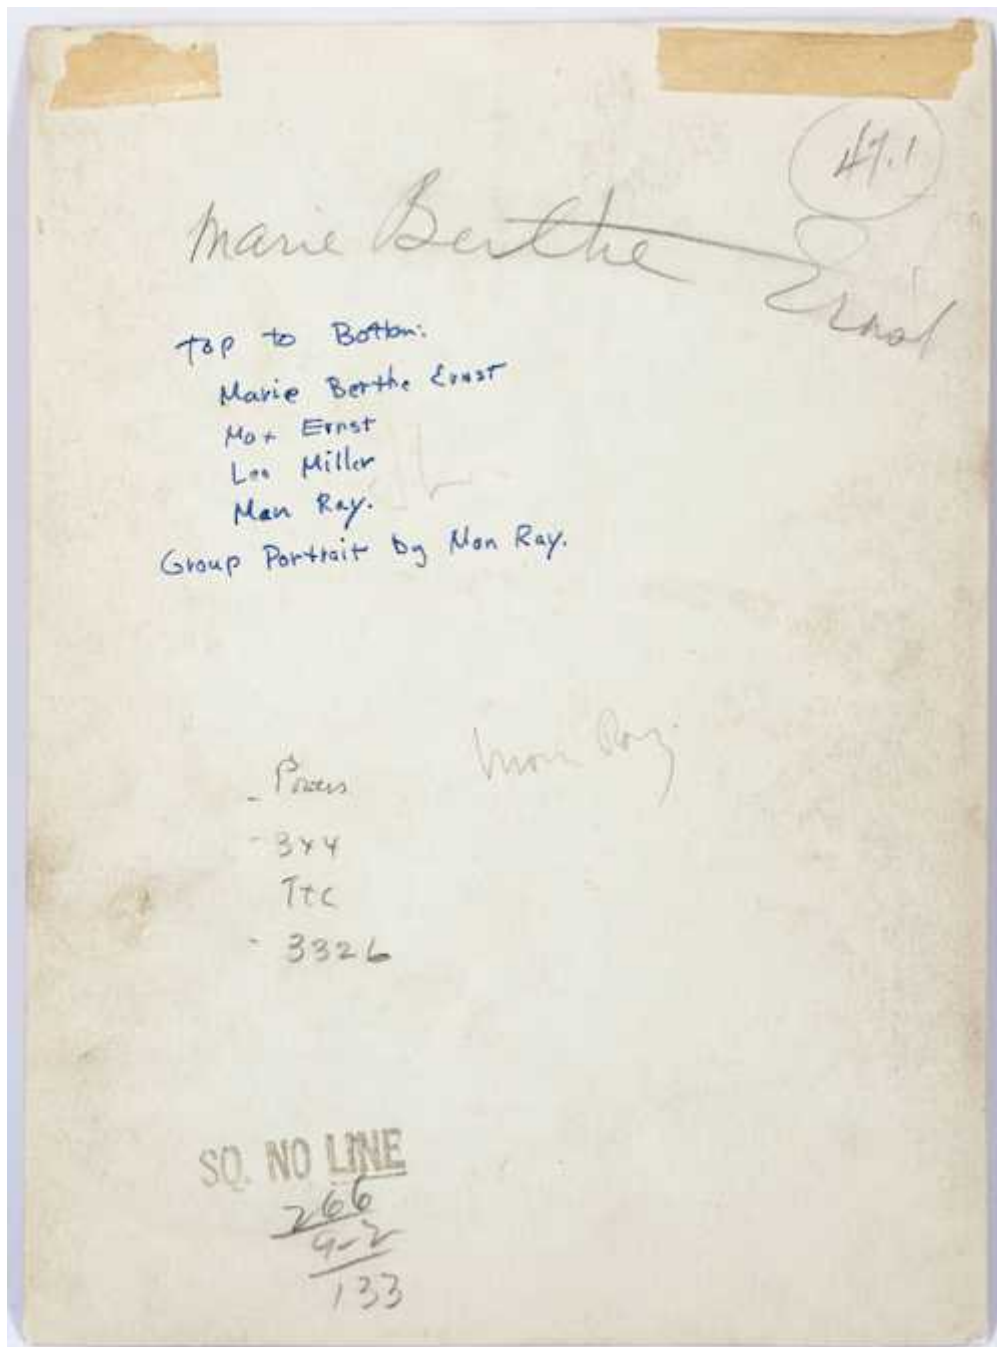 47.1
Marie Berthe Ernst
Top to Bottom:
Marie Berthe Ernst
Max Ernst
Lee Miller
Man Ray.
Group Portrait by Man Ray.
Man Ray
- 3x4
- 3326
SQ. NO LINE
266
9-2
133